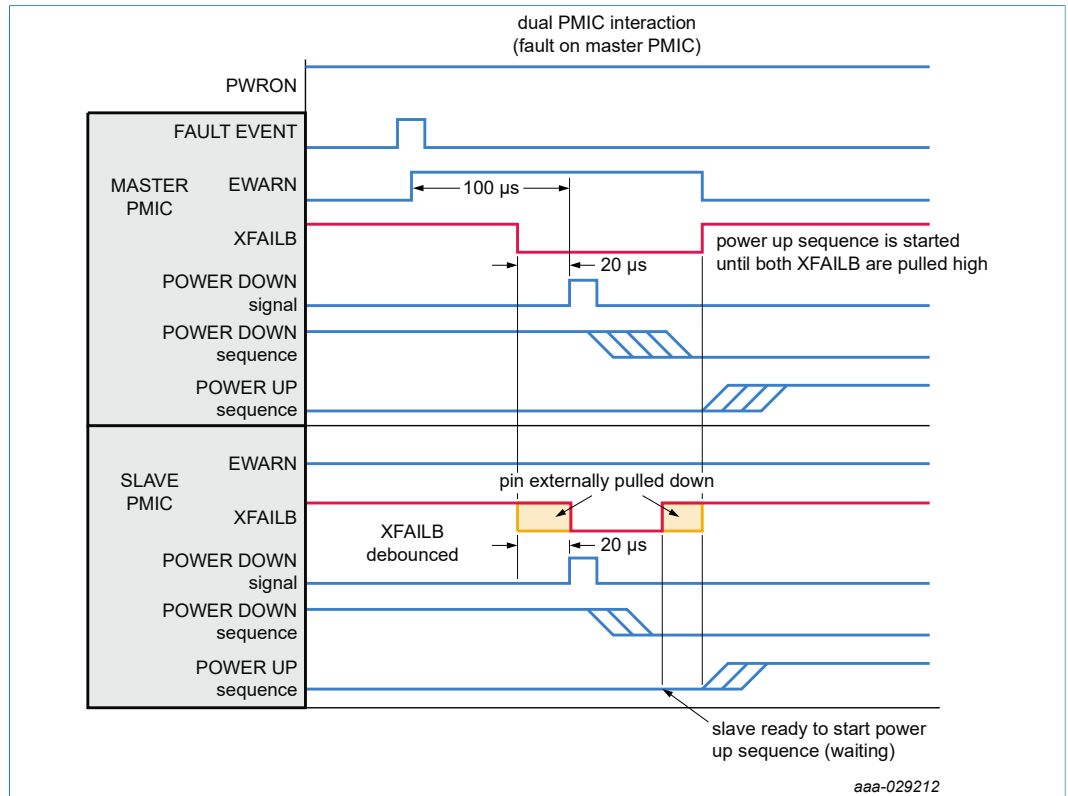 dual PMIC interaction
(fault on master PMIC)
PWRON
FAULT EVENT
MASTER
PMIC
EWARN
100 µs
XFAILB
power up sequence is started
until both XFAILB are pulled high
20 µs
POWER DOWN
signal
POWER DOWN
sequence
POWER UP
sequence
SLAVE
PMIC
EWARN
pin externally pulled down
XFAILB
XFAILB
debounced
20 µs
POWER DOWN
signal
POWER DOWN
sequence
POWER UP
sequence
slave ready to start power
up sequence (waiting)
aaa-029212